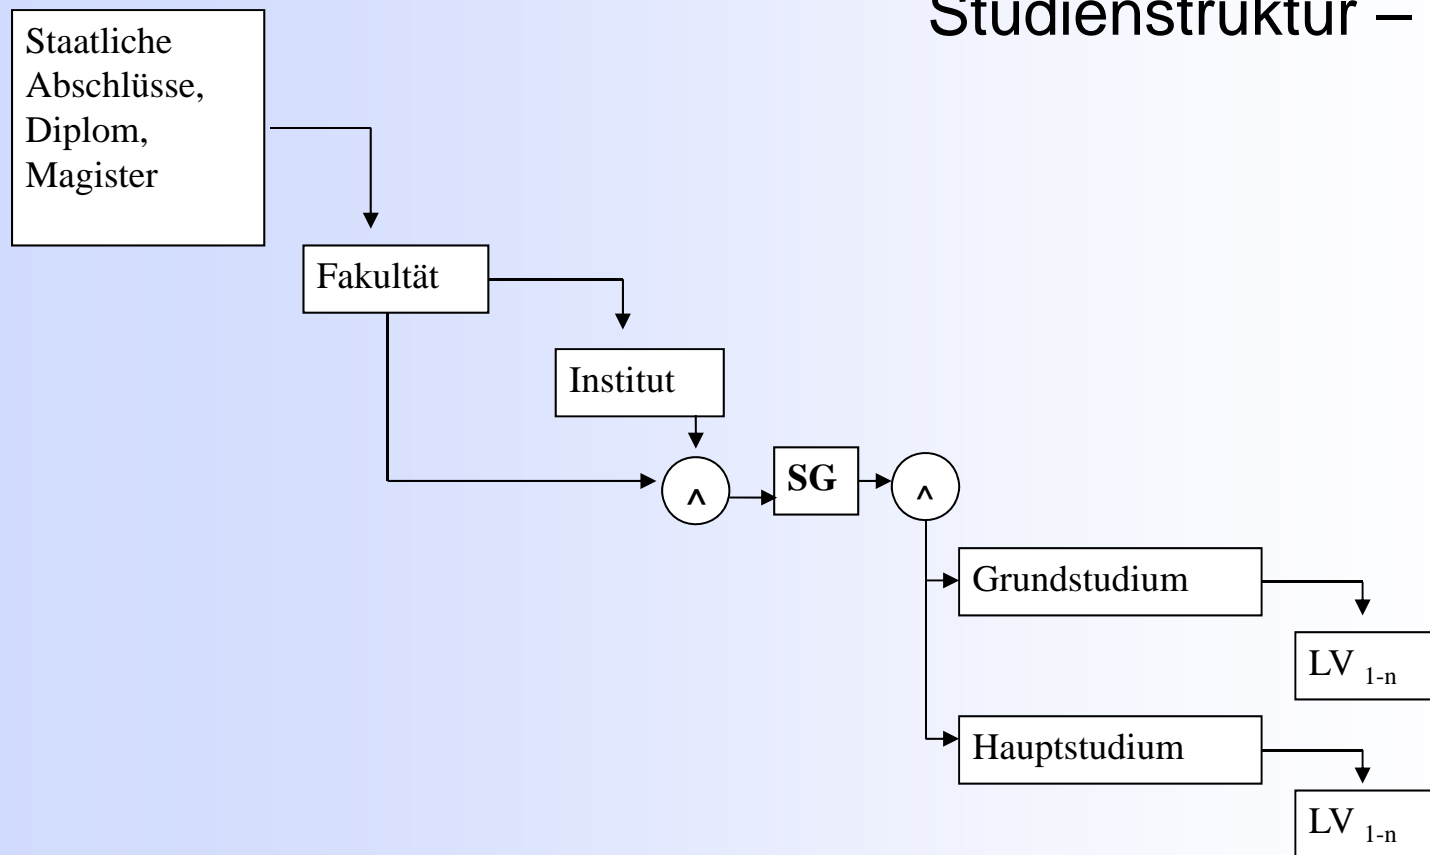 Studienstruktur –
Staatliche
Abschlüsse,
Diplom,
Magister
Fakultät
Institut
^
SG
^
Grundstudium
LV 1-n
Hauptstudium
LV 1-n